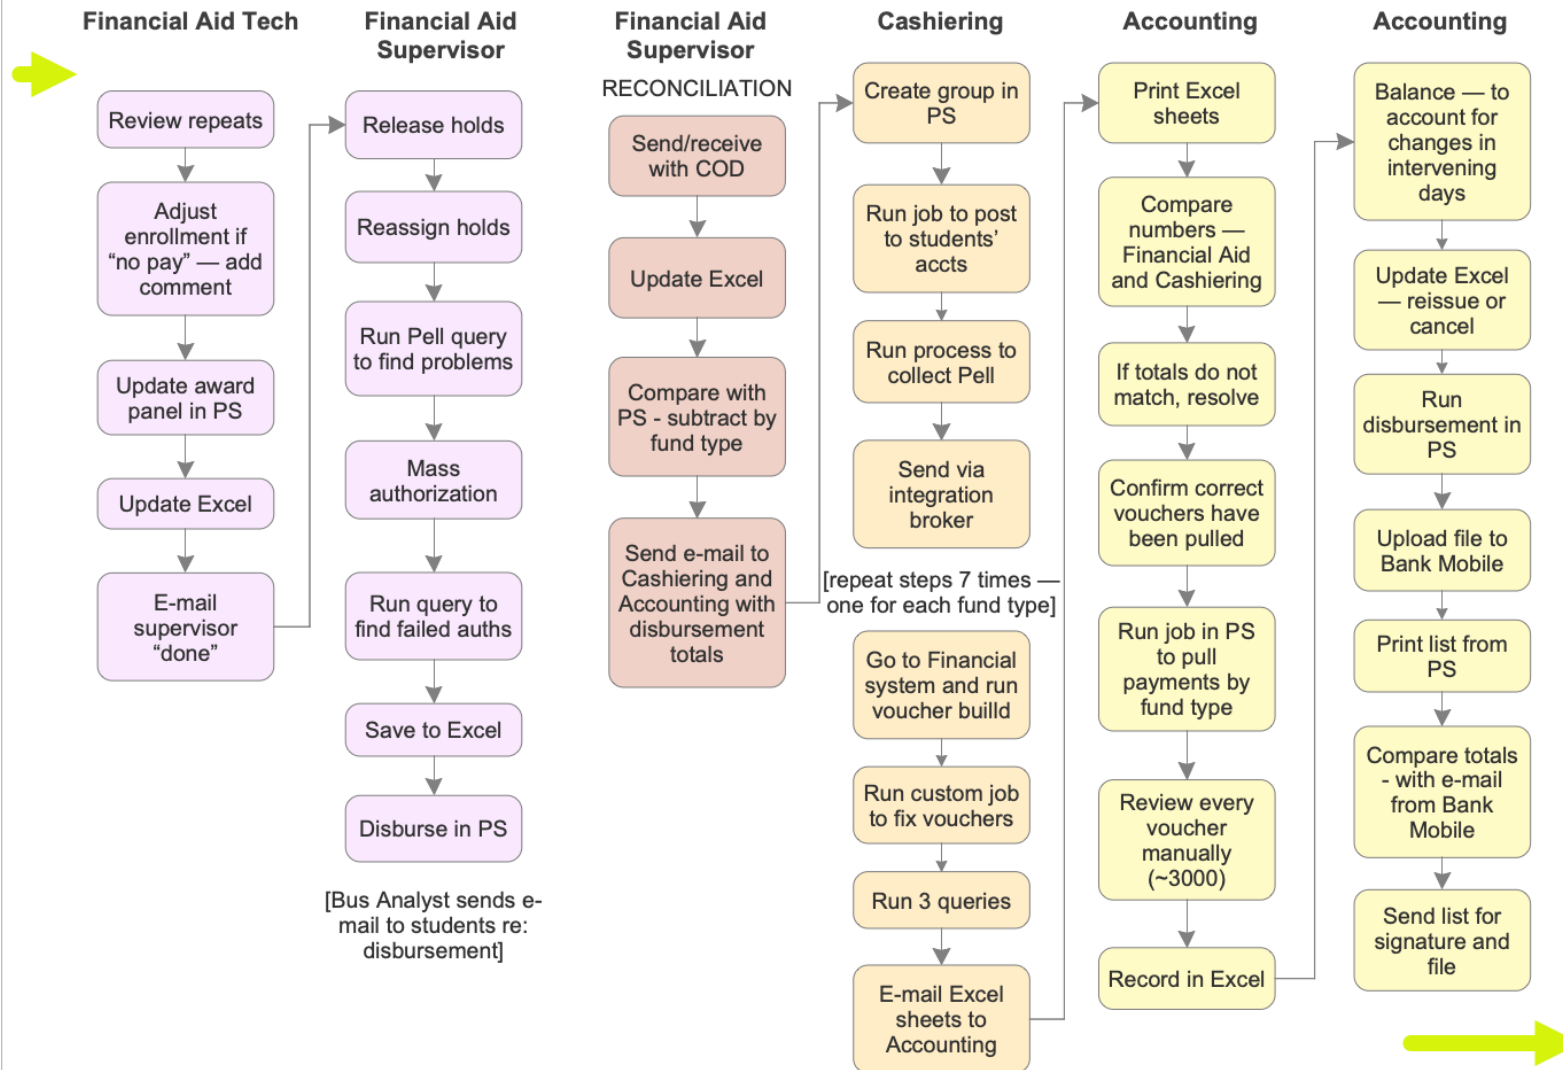 Financial Aid Tech
Review repeats
Adjust
enrollment if
“no pay” — add
comment
Update award
panel in PS
Update Excel
E-mail
supervisor
“done”
Financial Aid
Supervisor
Release holds
Reassign holds
Run Pell query
to find problems
Mass
authorization
Run query to
find failed auths
Save to Excel
Disburse in PS
[Bus Analyst sends e-
mail to students re:
disbursement]
Financial Aid
Supervisor
RECONCILIATION
Send/receive
with COD
Update Excel
Compare with
PS - subtract by
fund type
Send e-mail to
Cashiering and
Accounting with
disbursement
totals
Cashiering
Create group in
PS
Run job to post
to students’
accts
Run process to
collect Pell
Send via
integration
broker
[repeat steps 7 times —
one for each fund type]
Go to Financial
system and run
voucher builld
Run custom job
to fix vouchers
Run 3 queries
E-mail Excel
sheets to
Accounting
Accounting
Print Excel
sheets
Compare
numbers —
Financial Aid
and Cashiering
If totals do not
match, resolve
Confirm correct
vouchers have
been pulled
Run job in PS
to pull
payments by
fund type
Review every
voucher
manually
(~3000)
Record in Excel
Accounting
Balance — to
account for
changes in
intervening
days
Update Excel
— reissue or
cancel
Run
disbursement in
PS
Upload file to
Bank Mobile
Print list from
PS
Compare totals
- with e-mail
from Bank
Mobile
Send list for
signature and
file